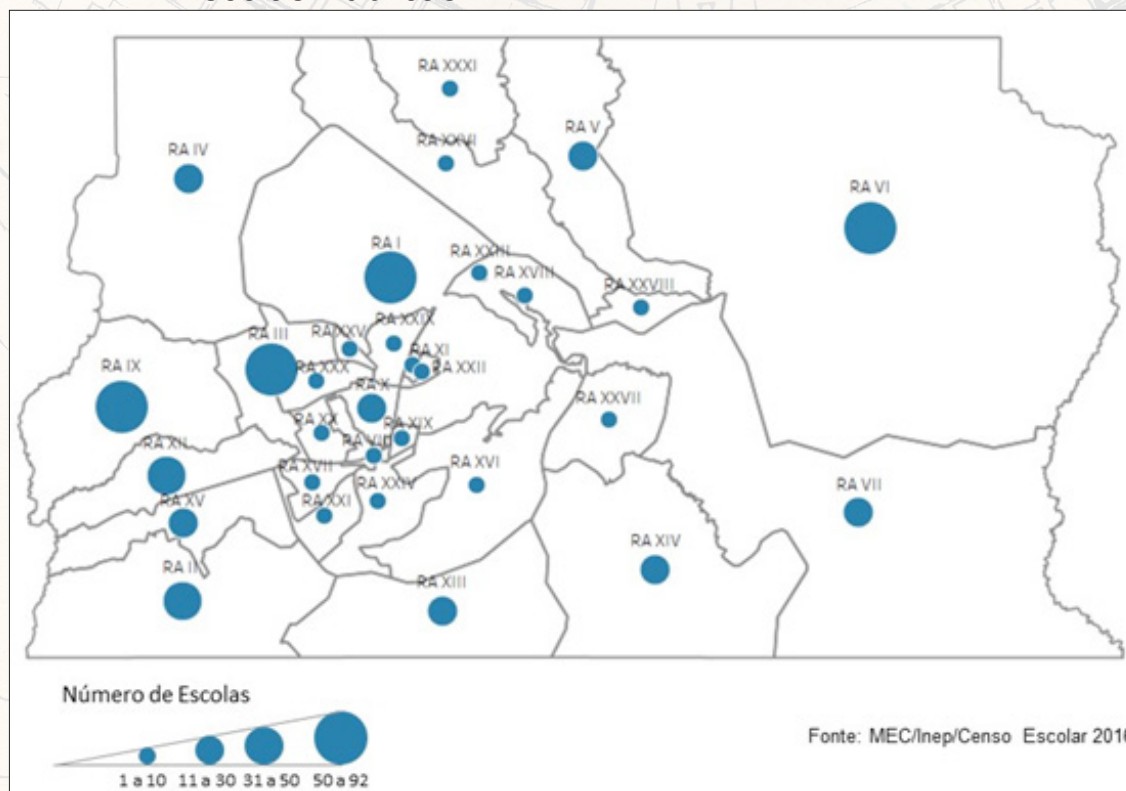 RA XXXI
RA V
RA IV
RA XXVI
RA VI
RA I
RA XXIII
RA XVIII
RA XXVIII
RA XXIX
RA III
RA XXV
RA XI
RA IX
RA XXX
RA XXII
RA X
RA XX
RA XIX
RA XXVII
RA XII
RA XVII
RA XXIV
RA XVI
RA XV
RA XXI
RA VII
RA XIV
RA II
RA XIII
Número de Escolas
1 a 10
11 a 30
31 a 50
50 a 92
Fonte: MEC/Inep/Censo Escolar 2016